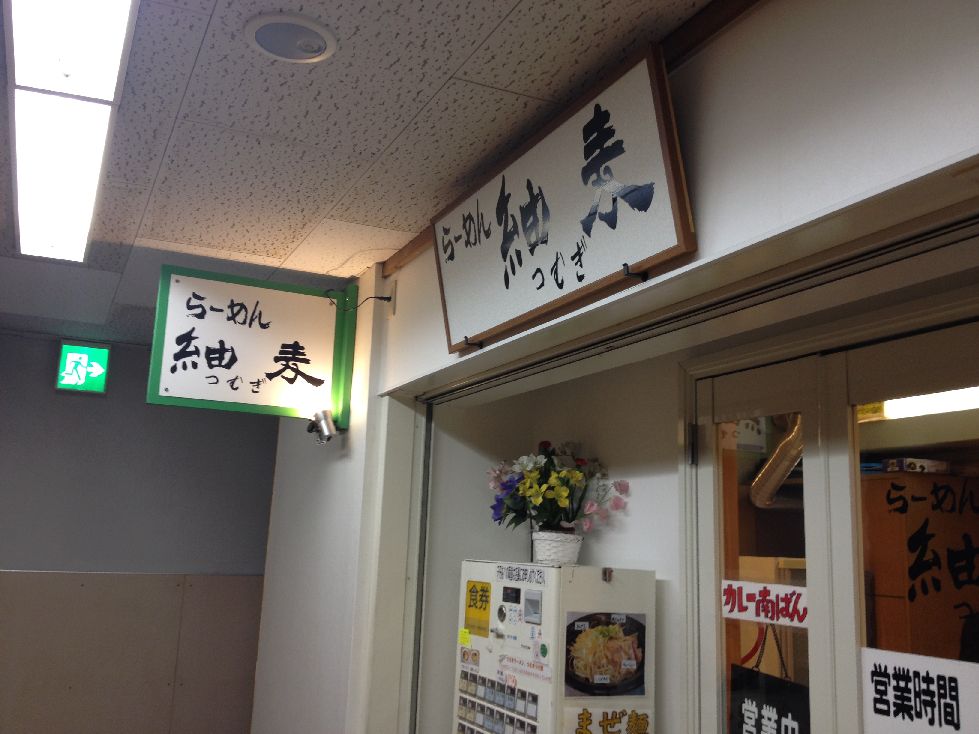 らーめん
紬麦
つむぎ
らーめん
紬麦
つむぎ
食券
カレー南ばん
営業中
まぜ麺
らーめん
紬
営業時間